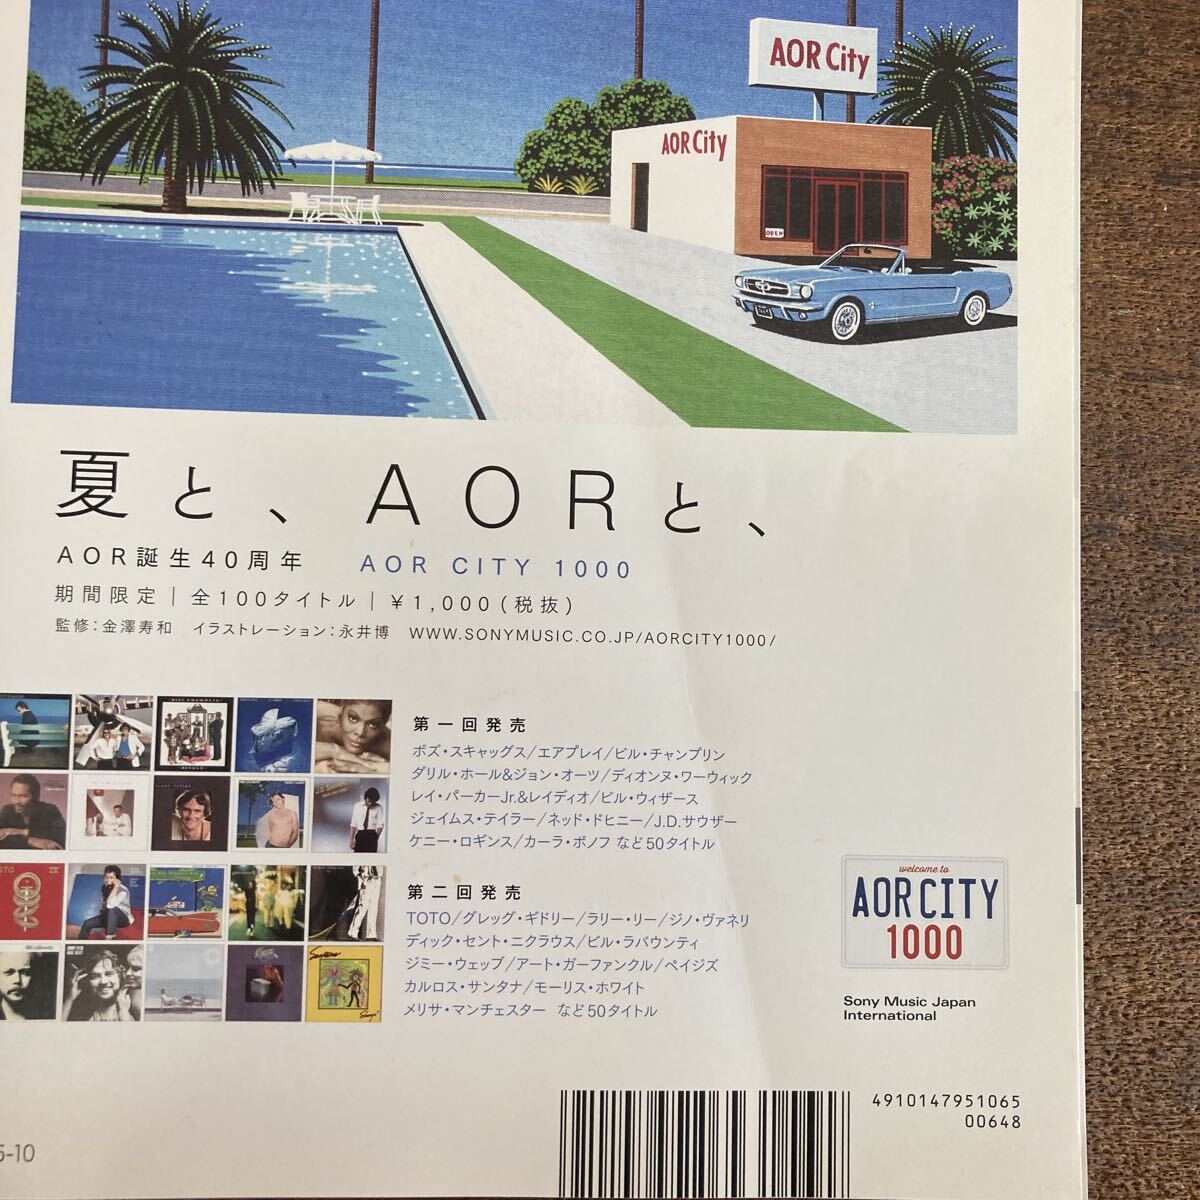 AOR City
AOR City
OPEN
夏と、AORと、
AOR誕生40周年 AOR CITY 1000
期間限定｜全100タイトル｜¥1,000(税抜)
監修:金澤寿和 イラストレーション:永井博 WWW.SONYMUSIC.CO.JP/AORCITY1000/
第一回発売
ボズ・スキャッグス/エアプレイ/ビル・チャンプリン
ダリル・ホール&ジョン・オーツ/ディオンヌ・ワーウィック
レイ・パーカーJr.&レイディオ/ビル・ウィザース
ジェイムス・テイラー/ネッド・ドヒニー/J.D.サウザー
ケニー・ロギンス/カーラ・ボノフ など50タイトル
第二回発売
TOTO/グレッグ・ギドリー/ラリー・リー/ジノ・ヴァネリ
ディック・セント・ニクラウス/ビル・ラバウンティ
ジミー・ウェッブ/アート・ガーファンクル/ペイジズ
カルロス・サンタナ/モーリス・ホワイト
メリサ・マンチェスター など50タイトル
welcome to
AOR CITY
1000
Sony Music Japan
International
4910147951065
00648
5-10